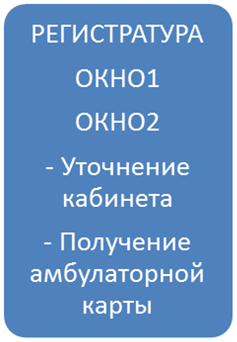 РЕГИСТРАТУРА
ОКНО1
ОКНО2
- Уточнение
кабинета
- Получение
амбулаторной
карты